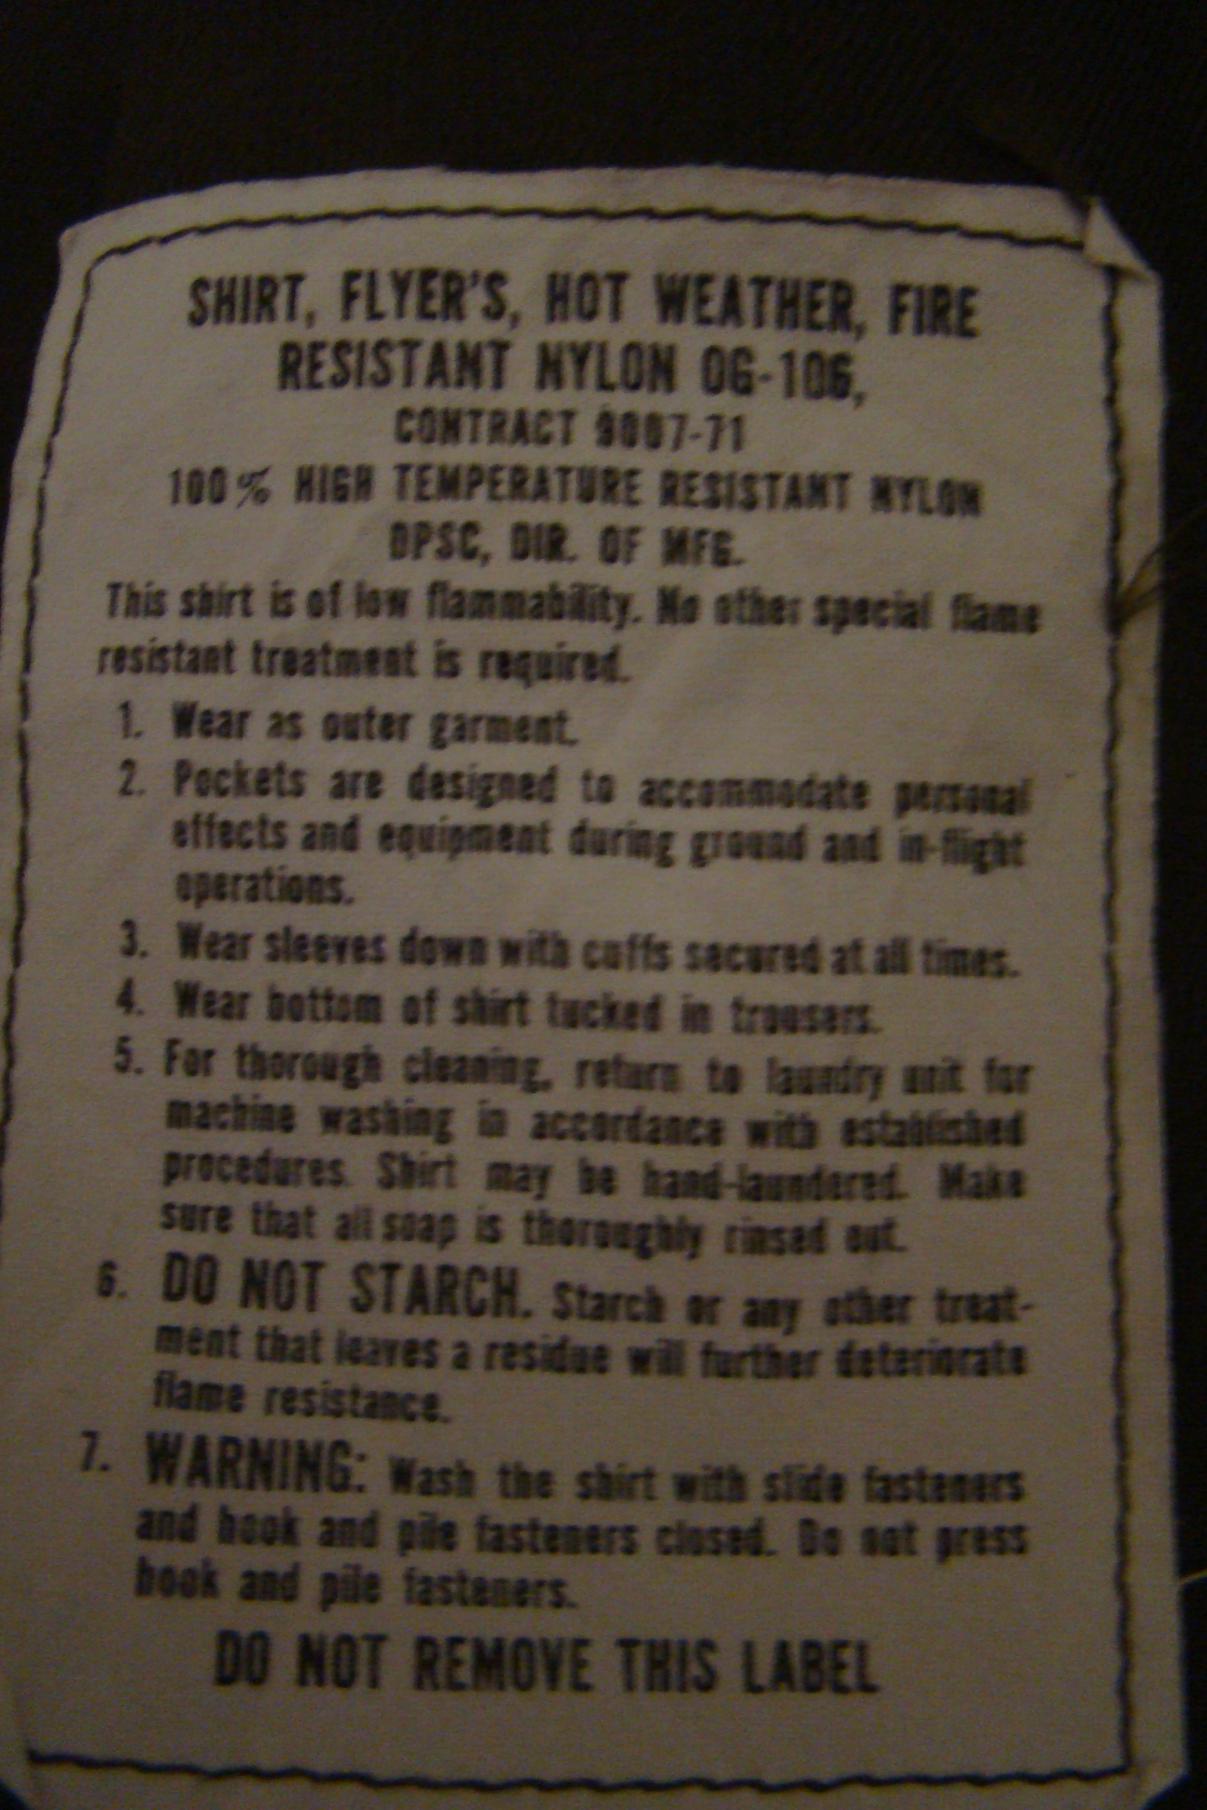 SHIRT, FLYER'S, HOT WEATHER, FIRE
RESISTANT NYLON OG-106,
CONTRACT 9007-71
100% HIGH TEMPERATURE RESISTANT NYLON
DPSC, DIR. OF MFG.
This shirt is of low flammability. No other special flame
resistant treatment is required.
1. Wear as outer garment.
2. Pockets are designed to accommodate personal
effects and equipment during ground and in-flight
operations.
3. Wear sleeves down with cuffs secured at all times.
4. Wear bottom of shirt tucked in trousers.
5. For thorough cleaning, return to laundry unit for
machine washing in accordance with established
procedures. Shirt may be hand-laundered. Make
sure that all soap is thoroughly rinsed out.
6. DO NOT STARCH. Starch or any other treat-
ment that leaves a residue will further deteriorate
flame resistance.
7. WARNING: Wash the shirt with slide fasteners
and hook and pile fasteners closed. Do not press
hook and pile fasteners.
DO NOT REMOVE THIS LABEL